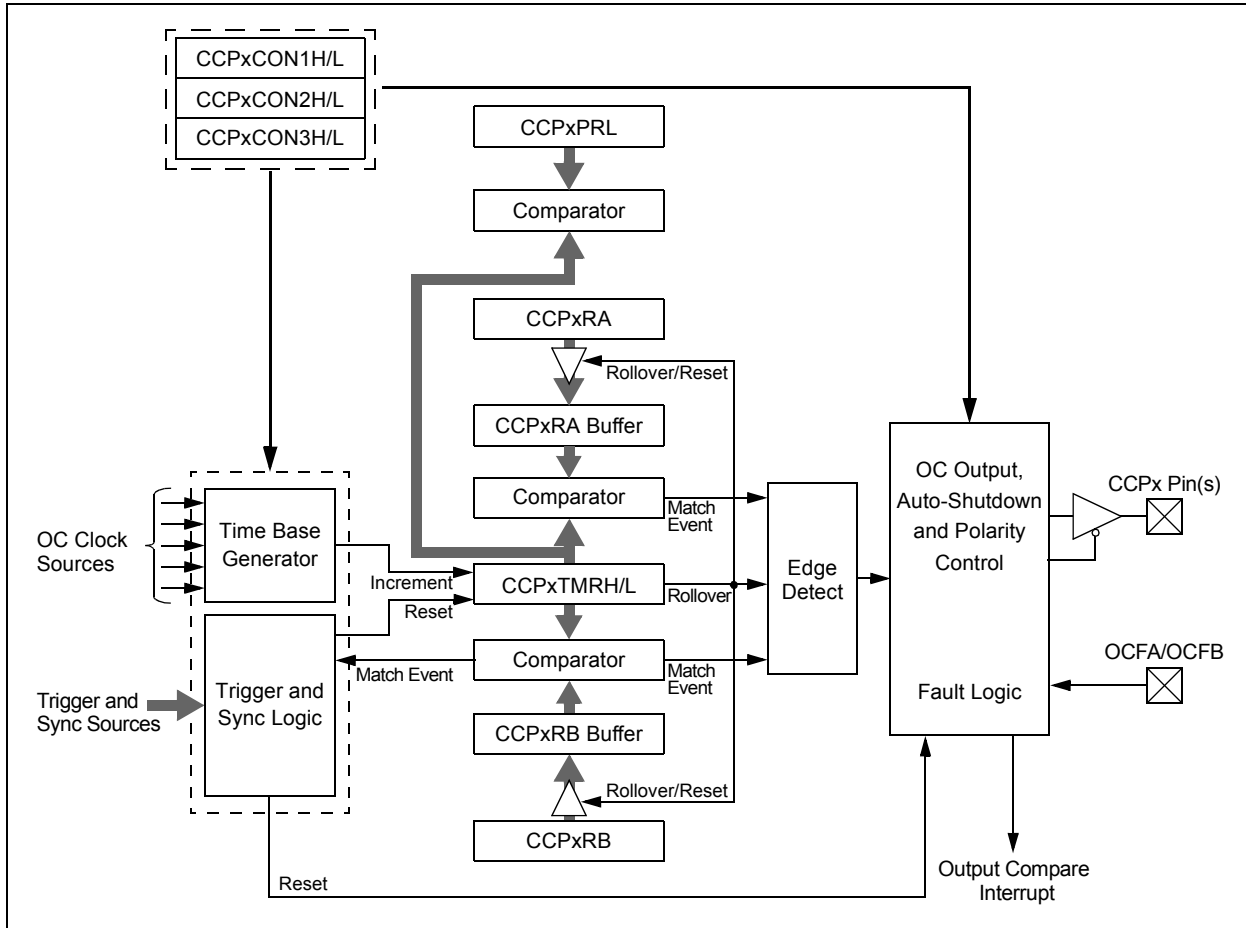 CCPxCON1H/L
CCPxCON2H/L
CCPxCON3H/L
CCPxPRL
Comparator
CCPxRA
Rollover/Reset
CCPxRA Buffer
Comparator
Match
Event
OC Clock
Sources
Time Base
Generator
Increment
Reset
CCPxTMRH/L
Rollover
Edge
Detect
OC Output,
Auto-Shutdown
and Polarity
Control
CCPx Pin(s)
Trigger and
Sync Sources
Trigger and
Sync Logic
Match Event
Comparator
Match
Event
CCPxRB Buffer
Rollover/Reset
CCPxRB
Fault Logic
OCFA/OCFB
Reset
Output Compare
Interrupt